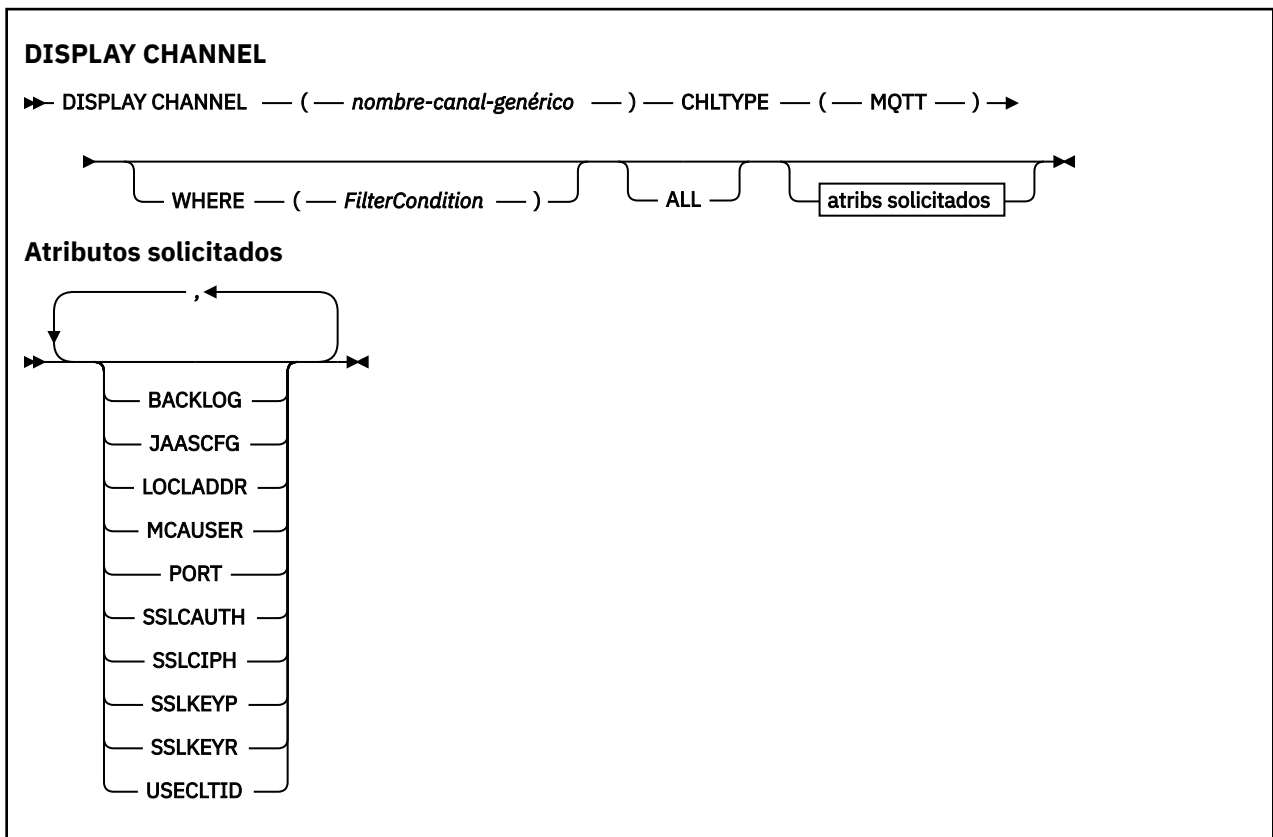 DISPLAY CHANNEL
DISPLAY CHANNEL ( nombre-canal-genérico ) CHLTYPE ( MQTT )
WHERE ( FilterCondition ) ALL atribs solicitados
Atributos solicitados
,
BACKLOG
JAASCFG
LOCLADDR
MCAUSER
PORT
SSLCAUTH
SSLCIPH
SSLKEYP
SSLKEYR
USECLTID